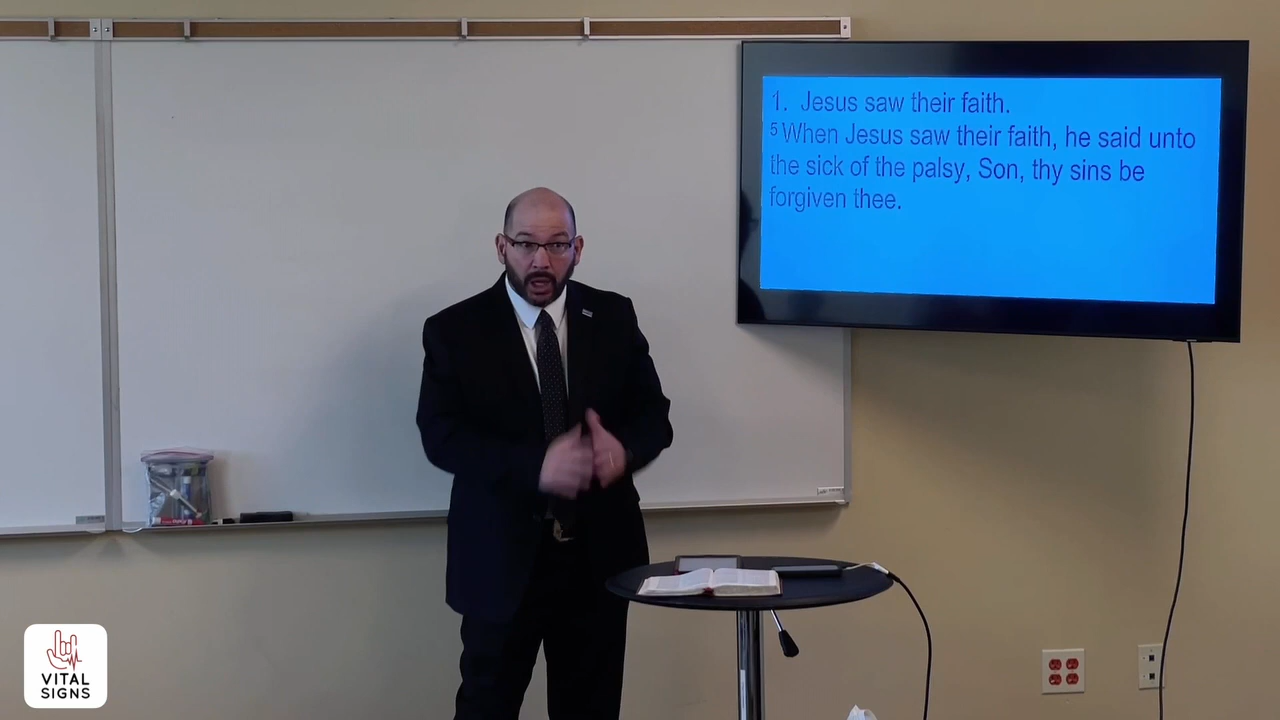 1. Jesus saw their faith.
5 When Jesus saw their faith, he said unto
the sick of the palsy, Son, thy sins be
forgiven thee.
VITAL
SIGNS